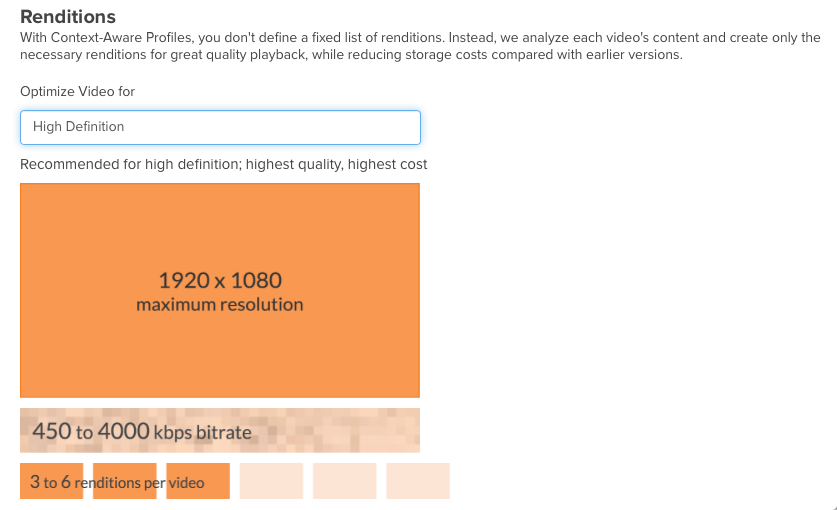 Renditions
With Context-Aware Profiles, you don't define a fixed list of renditions. Instead, we analyze each video's content and create only the
necessary renditions for great quality playback, while reducing storage costs compared with earlier versions.
Optimize Video for
High Definition
Recommended for high definition; highest quality, highest cost
1920 x 1080
maximum resolution
450 to 4000 kbps bitrate
3 to 6 renditions per video